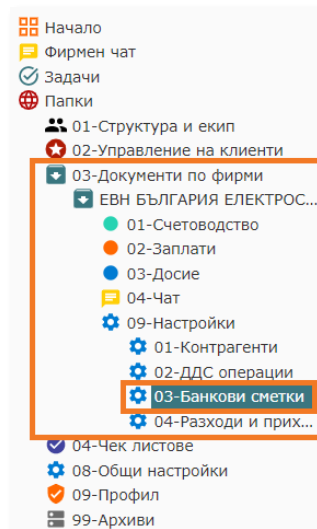 Начало
Фирмен чат
Задачи
Папки
01-Структура и екип
02-Управление на клиенти
03-Документи по фирми
ЕВН БЪЛГАРИЯ ЕЛЕКТРОС...
01-Счетоводство
02-Заплати
03-Досие
04-Чат
09-Настройки
01-Контрагенти
02-ДДС операции
03-Банкови сметки
04-Разходи и прих...
04-Чек листове
08-Общи настройки
09-Профил
99-Архиви